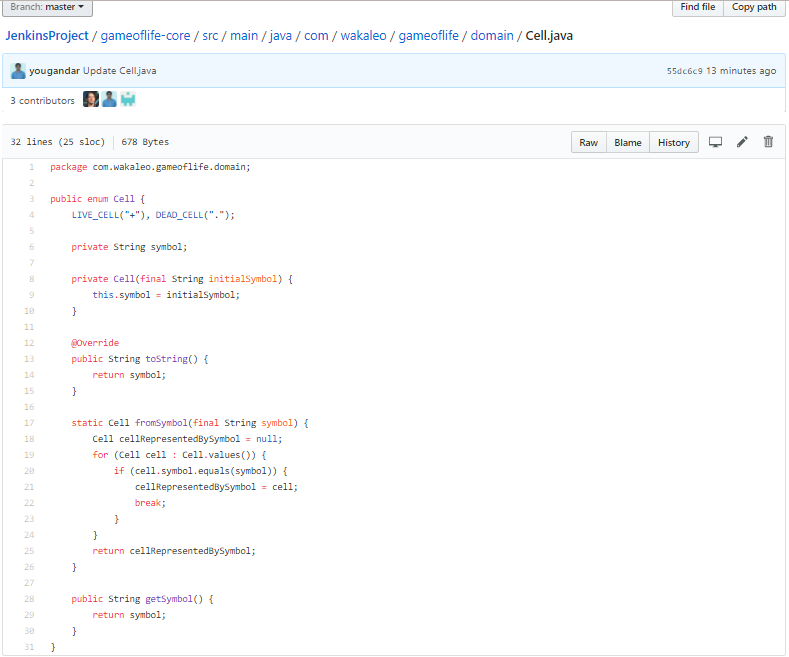 Branch: master
Find file Copy path
JenkinsProject / gameoflife-core / src / main / java / com / wakaleo / gameoflife / domain / Cell.java
yougandar Update Cell.java 55dc6c9 13 minutes ago
3 contributors
32 lines (25 sloc) 678 Bytes Raw Blame History
1 package com.wakaleo.gameoflife.domain;
2
3 public enum Cell {
4 LIVE_CELL("+"), DEAD_CELL(".");
5
6 private String symbol;
7
8 private Cell(final String initialSymbol) {
9 this.symbol = initialSymbol;
10 }
11
12 @Override
13 public String toString() {
14 return symbol;
15 }
16
17 static Cell fromSymbol(final String symbol) {
18 Cell cellRepresentedBySymbol = null;
19 for (Cell cell : Cell.values()) {
20 if (cell.symbol.equals(symbol)) {
21 cellRepresentedBySymbol = cell;
22 break;
23 }
24 }
25 return cellRepresentedBySymbol;
26 }
27
28 public String getSymbol() {
29 return symbol;
30 }
31 }